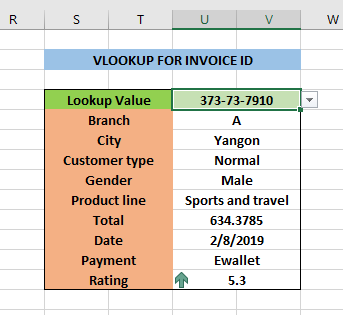 R S T U V W
VLOOKUP FOR INVOICE ID
Lookup Value 373-73-7910
Branch A
City Yangon
Customer type Normal
Gender Male
Product line Sports and travel
Total 634.3785
Date 2/8/2019
Payment Ewallet
Rating 5.3